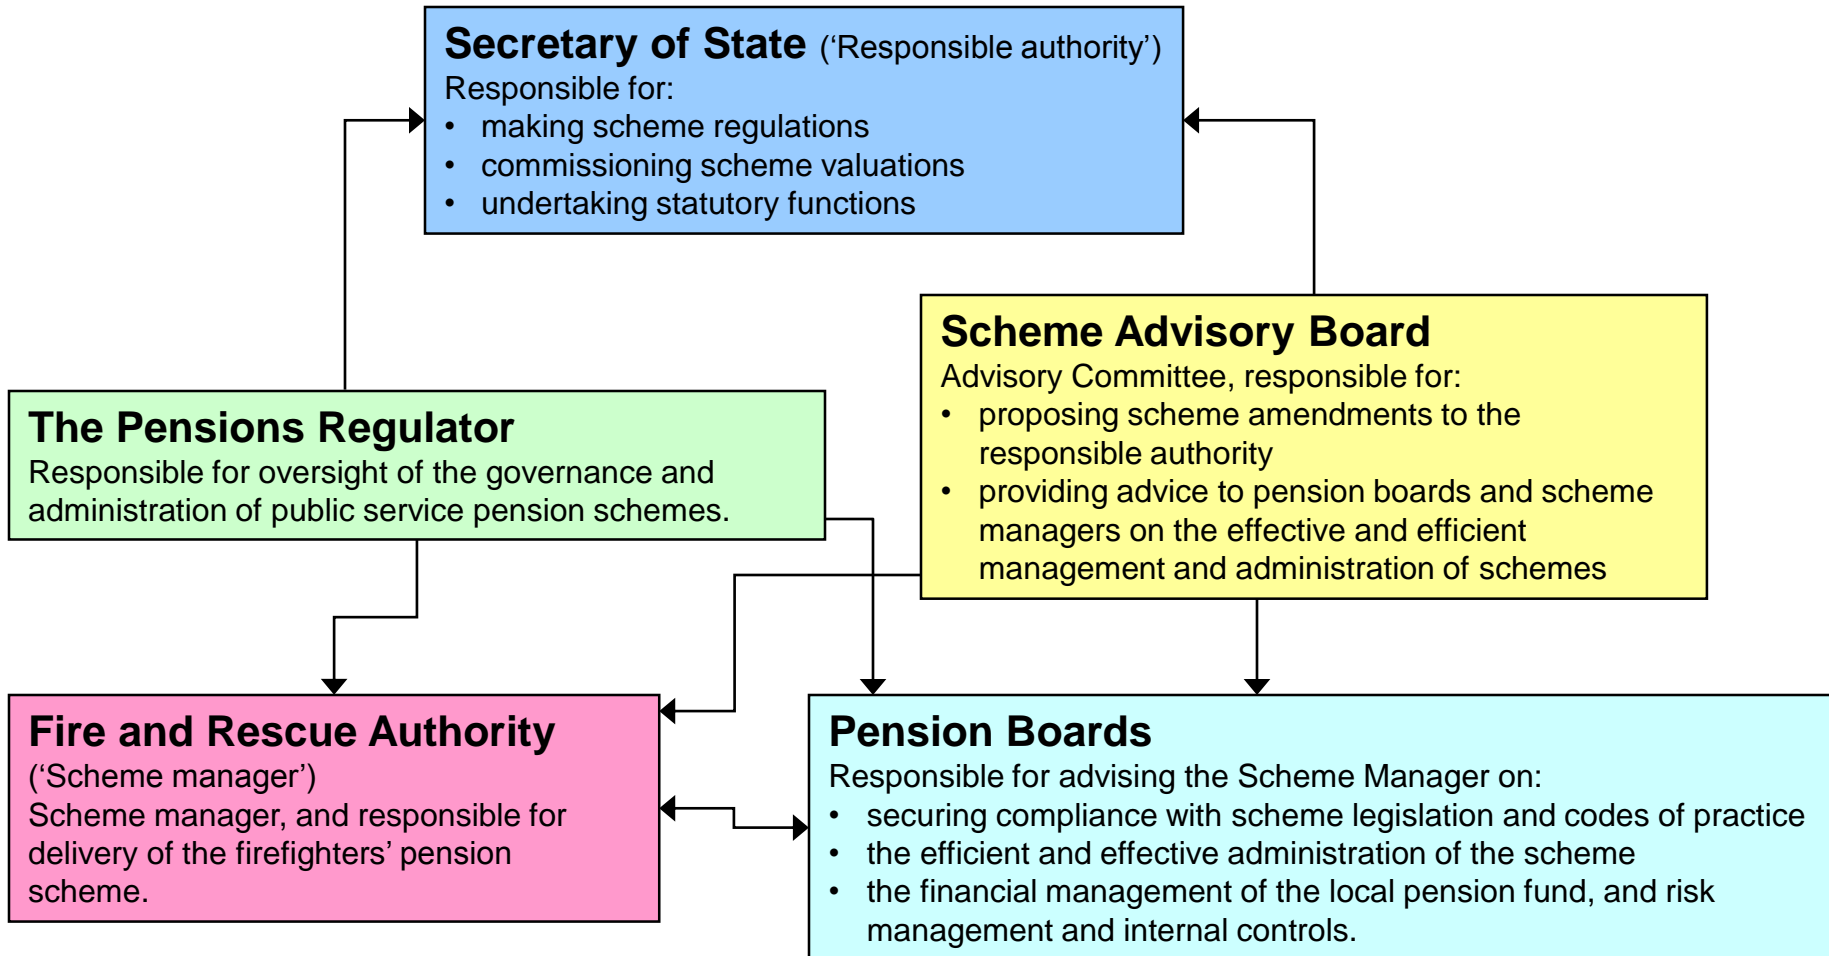 Secretary of State (‘Responsible authority’)
Responsible for:
• making scheme regulations
• commissioning scheme valuations
• undertaking statutory functions
Scheme Advisory Board
Advisory Committee, responsible for:
• proposing scheme amendments to the
responsible authority
• providing advice to pension boards and scheme
managers on the effective and efficient
management and administration of schemes
The Pensions Regulator
Responsible for oversight of the governance and
administration of public service pension schemes.
Fire and Rescue Authority
(‘Scheme manager’)
Scheme manager, and responsible for
delivery of the firefighters’ pension
scheme.
Pension Boards
Responsible for advising the Scheme Manager on:
• securing compliance with scheme legislation and codes of practice
• the efficient and effective administration of the scheme
• the financial management of the local pension fund, and risk
management and internal controls.